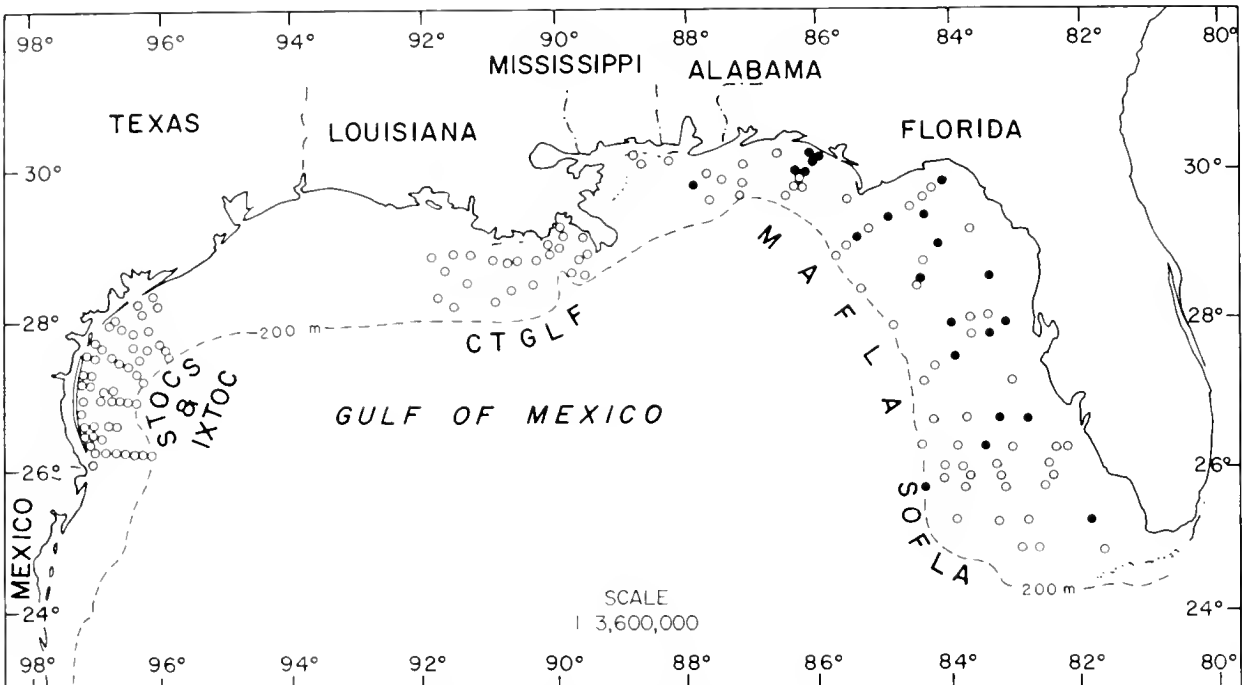 98° 96° 94° 90° 88° 86° 84° 82° 80°
MISSISSIPPI ALABAMA
TEXAS LOUISIANA FLORIDA
30° 30°
28° 28°
200 m
CTGLF
MAFLA
STOCS
&
IXTOC
GULF OF MEXICO
26° 26°
SOFLA
MEXICO
200 m
24° 24°
SCALE
1 3,600,000
98° 96° 94° 92° 90° 88° 86° 84° 82° 80°